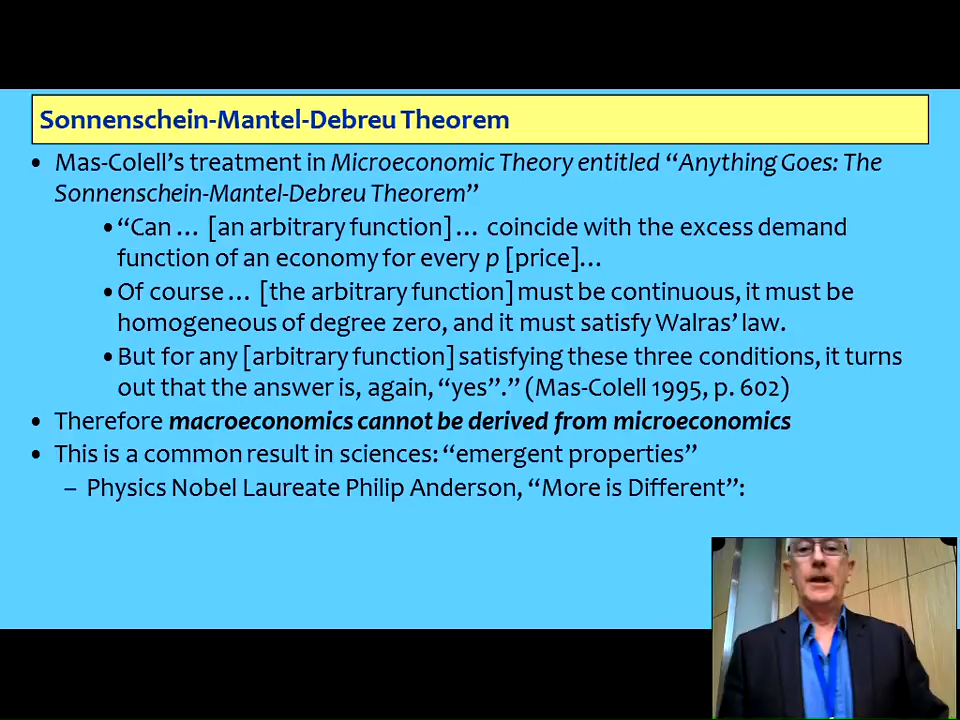 Sonnenschein-Mantel-Debreu Theorem
• Mas-Colell’s treatment in Microeconomic Theory entitled “Anything Goes: The
Sonnenschein-Mantel-Debreu Theorem”
•“Can … [an arbitrary function] … coincide with the excess demand
function of an economy for every p [price]…
•Of course … [the arbitrary function] must be continuous, it must be
homogeneous of degree zero, and it must satisfy Walras’ law.
•But for any [arbitrary function] satisfying these three conditions, it turns
out that the answer is, again, “yes”.” (Mas-Colell 1995, p. 602)
• Therefore macroeconomics cannot be derived from microeconomics
• This is a common result in sciences: “emergent properties”
– Physics Nobel Laureate Philip Anderson, “More is Different”: